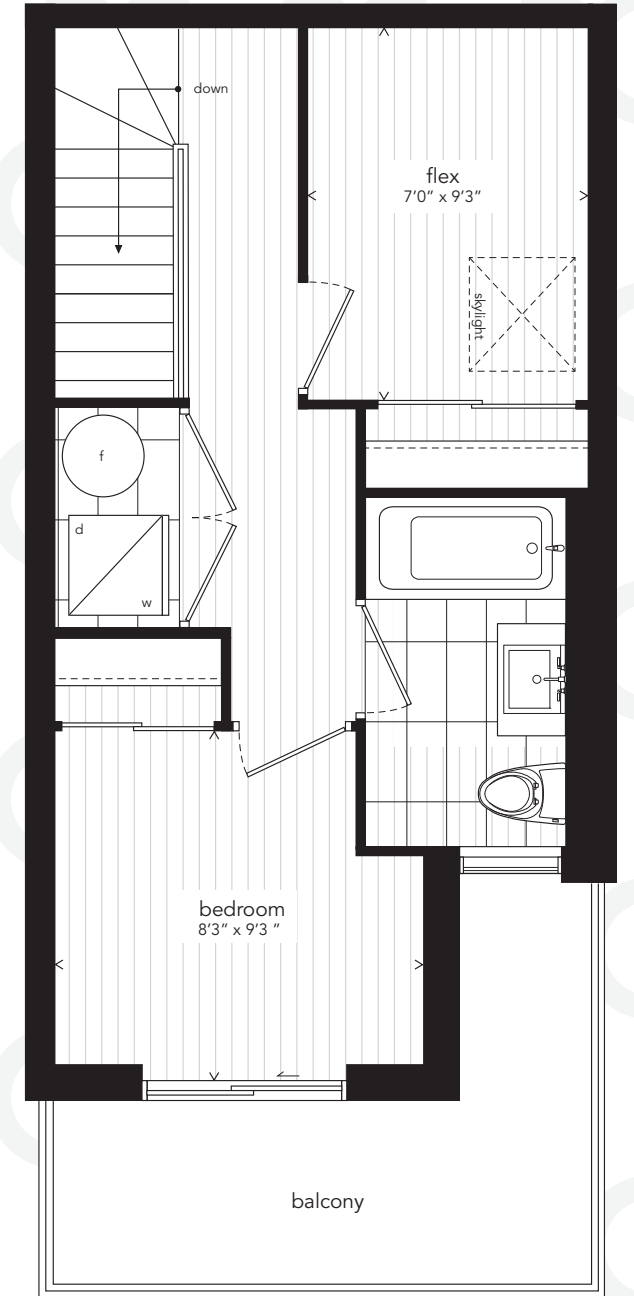 down
flex
7’0” x 9’3”
skylight
f
d
w
bedroom
8’3” x 9’3 ”
balcony